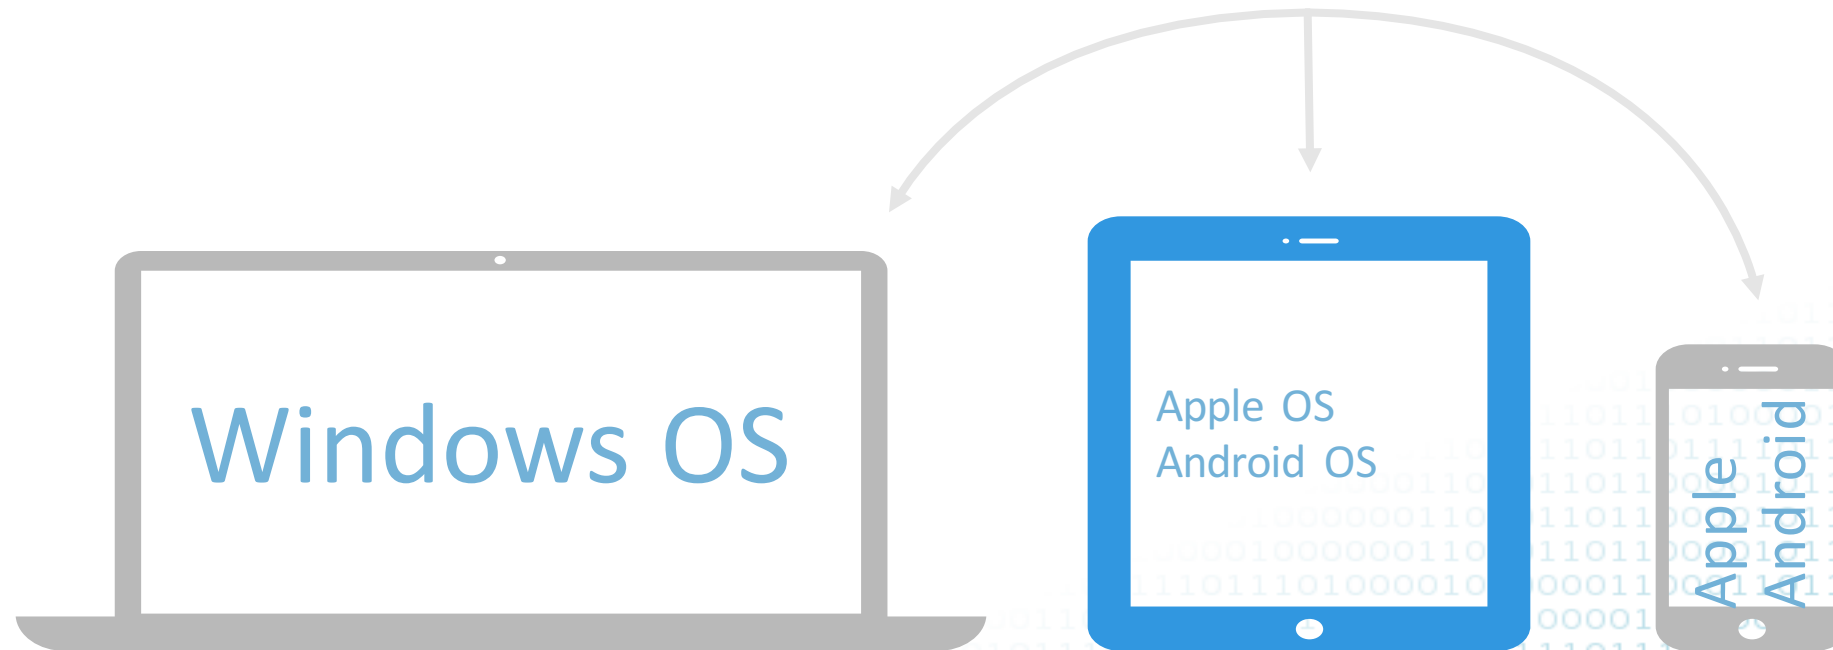 Windows OS
Apple OS
Android OS
Apple
Android